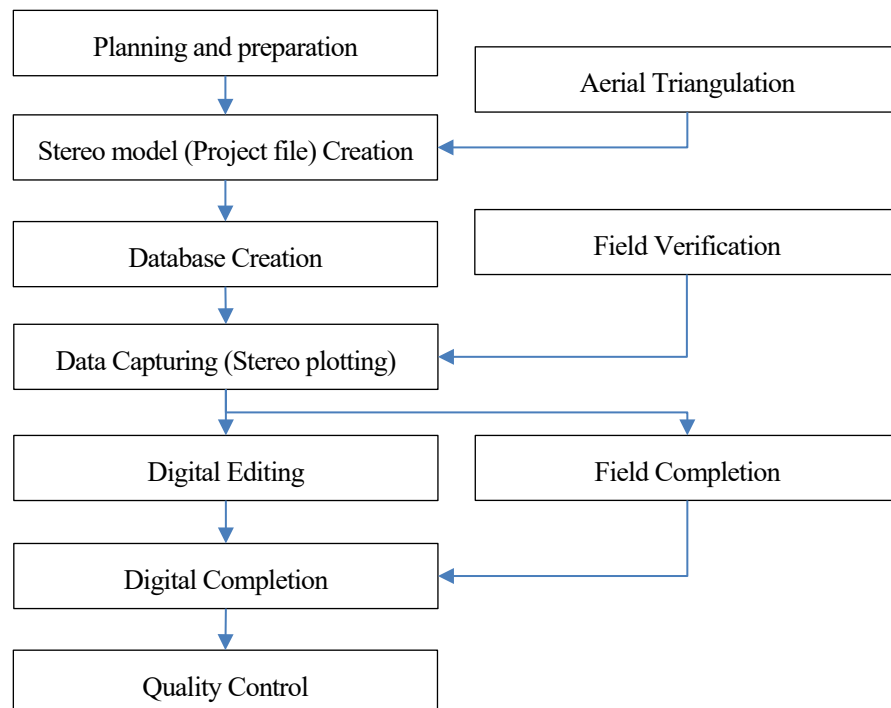 Planning and preparation
Aerial Triangulation
Stereo model (Project file) Creation
Field Verification
Database Creation
Data Capturing (Stereo plotting)
Digital Editing
Field Completion
Digital Completion
Quality Control